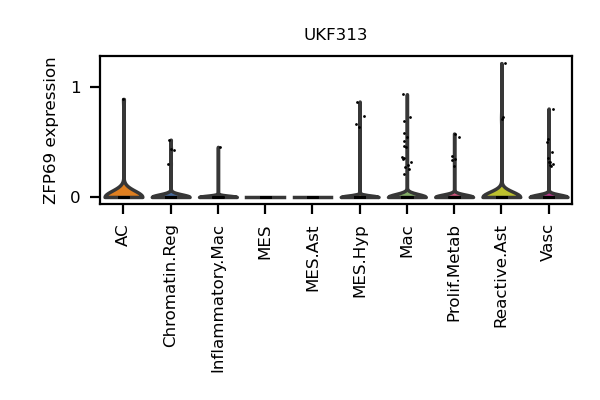 UKF313
ZFP69 expression
1
0
AC
Chromatin.Reg
Inflammatory.Mac
MES
MES.Ast
MES.Hyp
Mac
Prolif.Metab
Reactive.Ast
Vasc